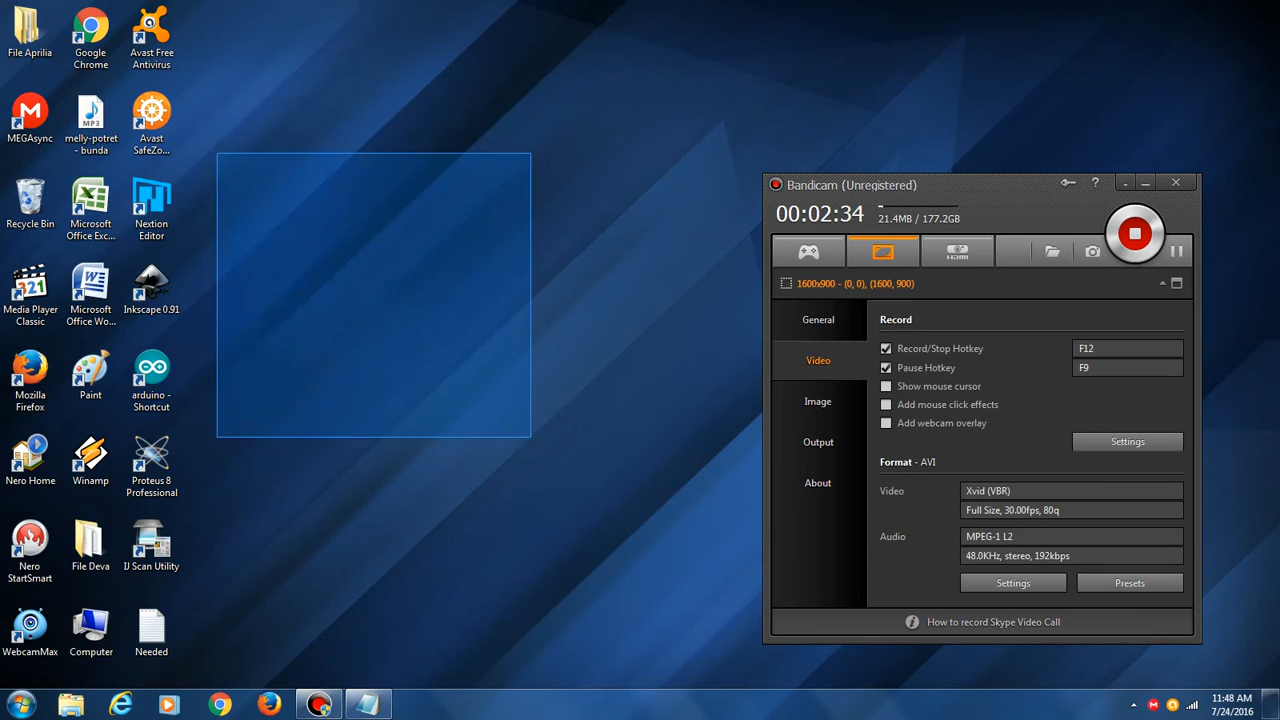 File Aprilia
Google
Chrome
Avast Free
Antivirus
MEGAsync
MP3
melly-potret
- bunda
Avast
SafeZo...
Recycle Bin
Microsoft
Office Exc...
Nextion
Editor
321
Media Player
Classic
Microsoft
Office Wo...
Inkscape 0.91
Mozilla
Firefox
Paint
arduino -
Shortcut
Nero Home
Winamp
Proteus 8
Professional
Nero
StartSmart
File Deva
IJ Scan Utility
WebcamMax
Computer
Needed
Bandicam (Unregistered)
?
00:02:34
21.4MB / 177.2GB
HDMI
1600x900 - (0, 0), (1600, 900)
General
Video
Image
Output
About
Record
Record/Stop Hotkey
F12
Pause Hotkey
F9
Show mouse cursor
Add mouse click effects
Add webcam overlay
Settings
Format - AVI
Video
Xvid (VBR)
Full Size, 30.00fps, 80q
Audio
MPEG-1 L2
48.0KHz, stereo, 192kbps
Settings
Presets
How to record Skype Video Call
11:48 AM
7/24/2016